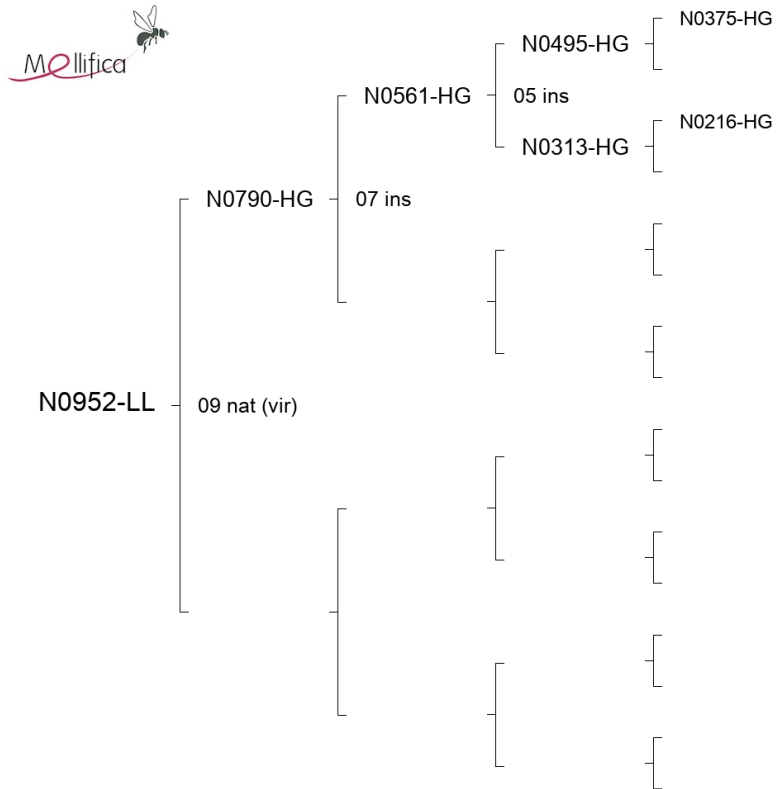 Mellifica
N0375-HG
N0495-HG
N0561-HG
05 ins
N0216-HG
N0313-HG
N0790-HG
07 ins
N0952-LL
09 nat (vir)